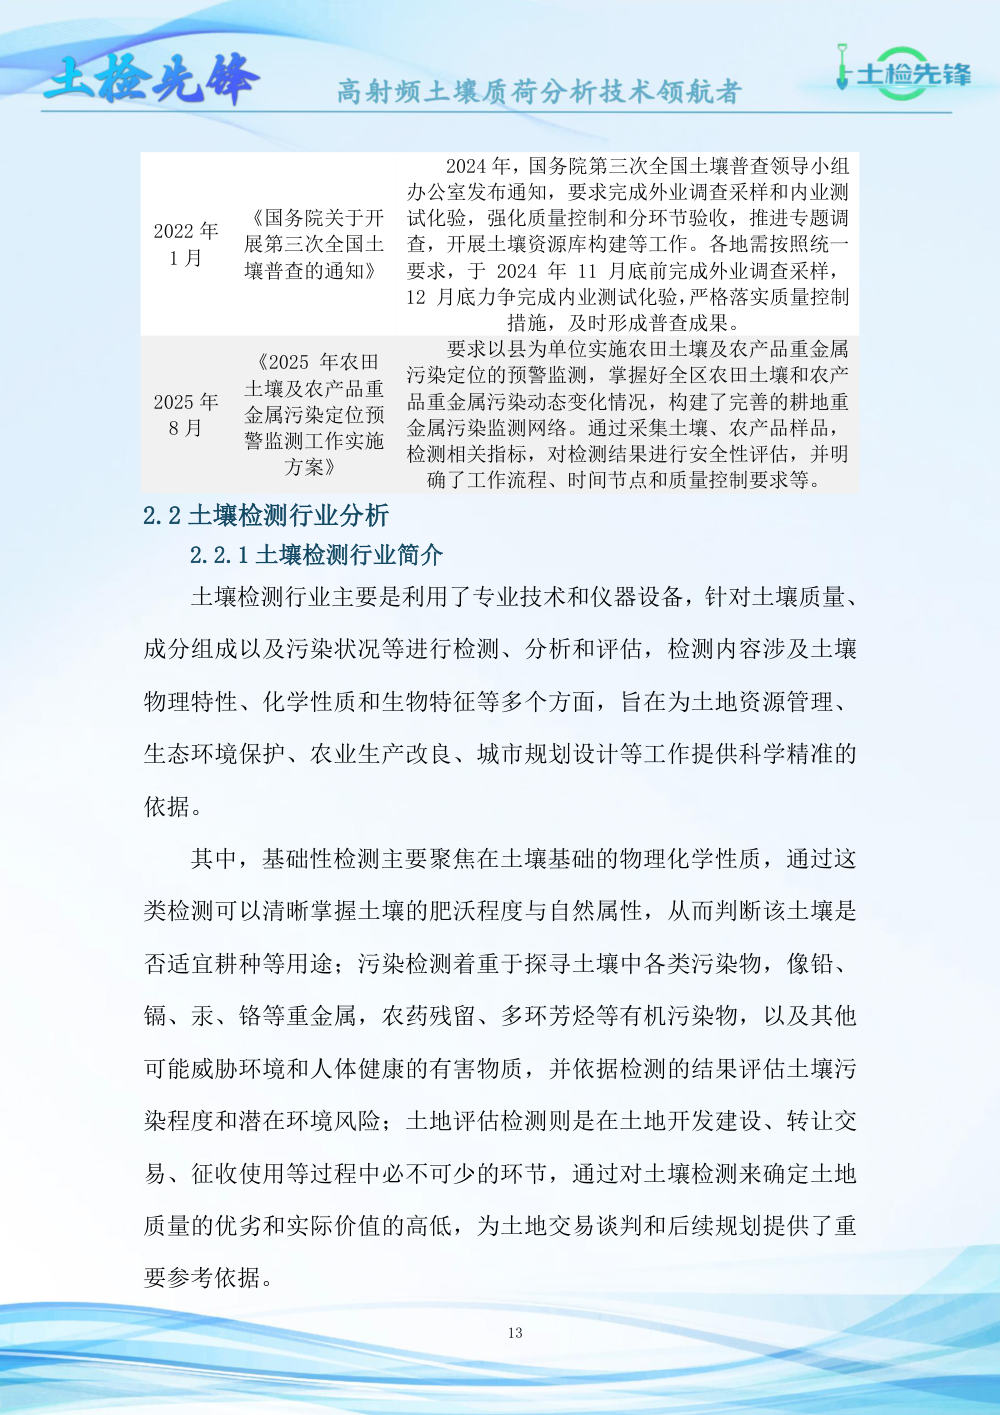 土检先锋
高射频土壤质荷分析技术领航者
土检先锋
2022 年
1 月
《国务院关于开
展第三次全国土
壤普查的通知》
2024 年，国务院第三次全国土壤普查领导小组
办公室发布通知，要求完成外业调查采样和内业测
试化验，强化质量控制和分环节验收，推进专题调
查，开展土壤资源库构建等工作。各地需按照统一
要求，于 2024 年 11 月底前完成外业调查采样，
12 月底力争完成内业测试化验，严格落实质量控制
措施，及时形成普查成果。
2025 年
8 月
《2025 年农田
土壤及农产品重
金属污染定位预
警监测工作实施
方案》
要求以县为单位实施农田土壤及农产品重金属
污染定位的预警监测，掌握好全区农田土壤和农产
品重金属污染动态变化情况，构建了完善的耕地重
金属污染监测网络。通过采集土壤、农产品样品，
检测相关指标，对检测结果进行安全性评估，并明
确了工作流程、时间节点和质量控制要求等。
2.2 土壤检测行业分析
2.2.1 土壤检测行业简介
土壤检测行业主要是利用了专业技术和仪器设备，针对土壤质量、
成分组成以及污染状况等进行检测、分析和评估，检测内容涉及土壤
物理特性、化学性质和生物特征等多个方面，旨在为土地资源管理、
生态环境保护、农业生产改良、城市规划设计等工作提供科学精准的
依据。
其中，基础性检测主要聚焦在土壤基础的物理化学性质，通过这
类检测可以清晰掌握土壤的肥沃程度与自然属性，从而判断该土壤是
否适宜耕种等用途；污染检测着重于探寻土壤中各类污染物，像铅、
镉、汞、铬等重金属，农药残留、多环芳烃等有机污染物，以及其他
可能威胁环境和人体健康的有害物质，并依据检测的结果评估土壤污
染程度和潜在环境风险；土地评估检测则是在土地开发建设、转让交
易、征收使用等过程中必不可少的环节，通过对土壤检测来确定土地
质量的优劣和实际价值的高低，为土地交易谈判和后续规划提供了重
要参考依据。
13